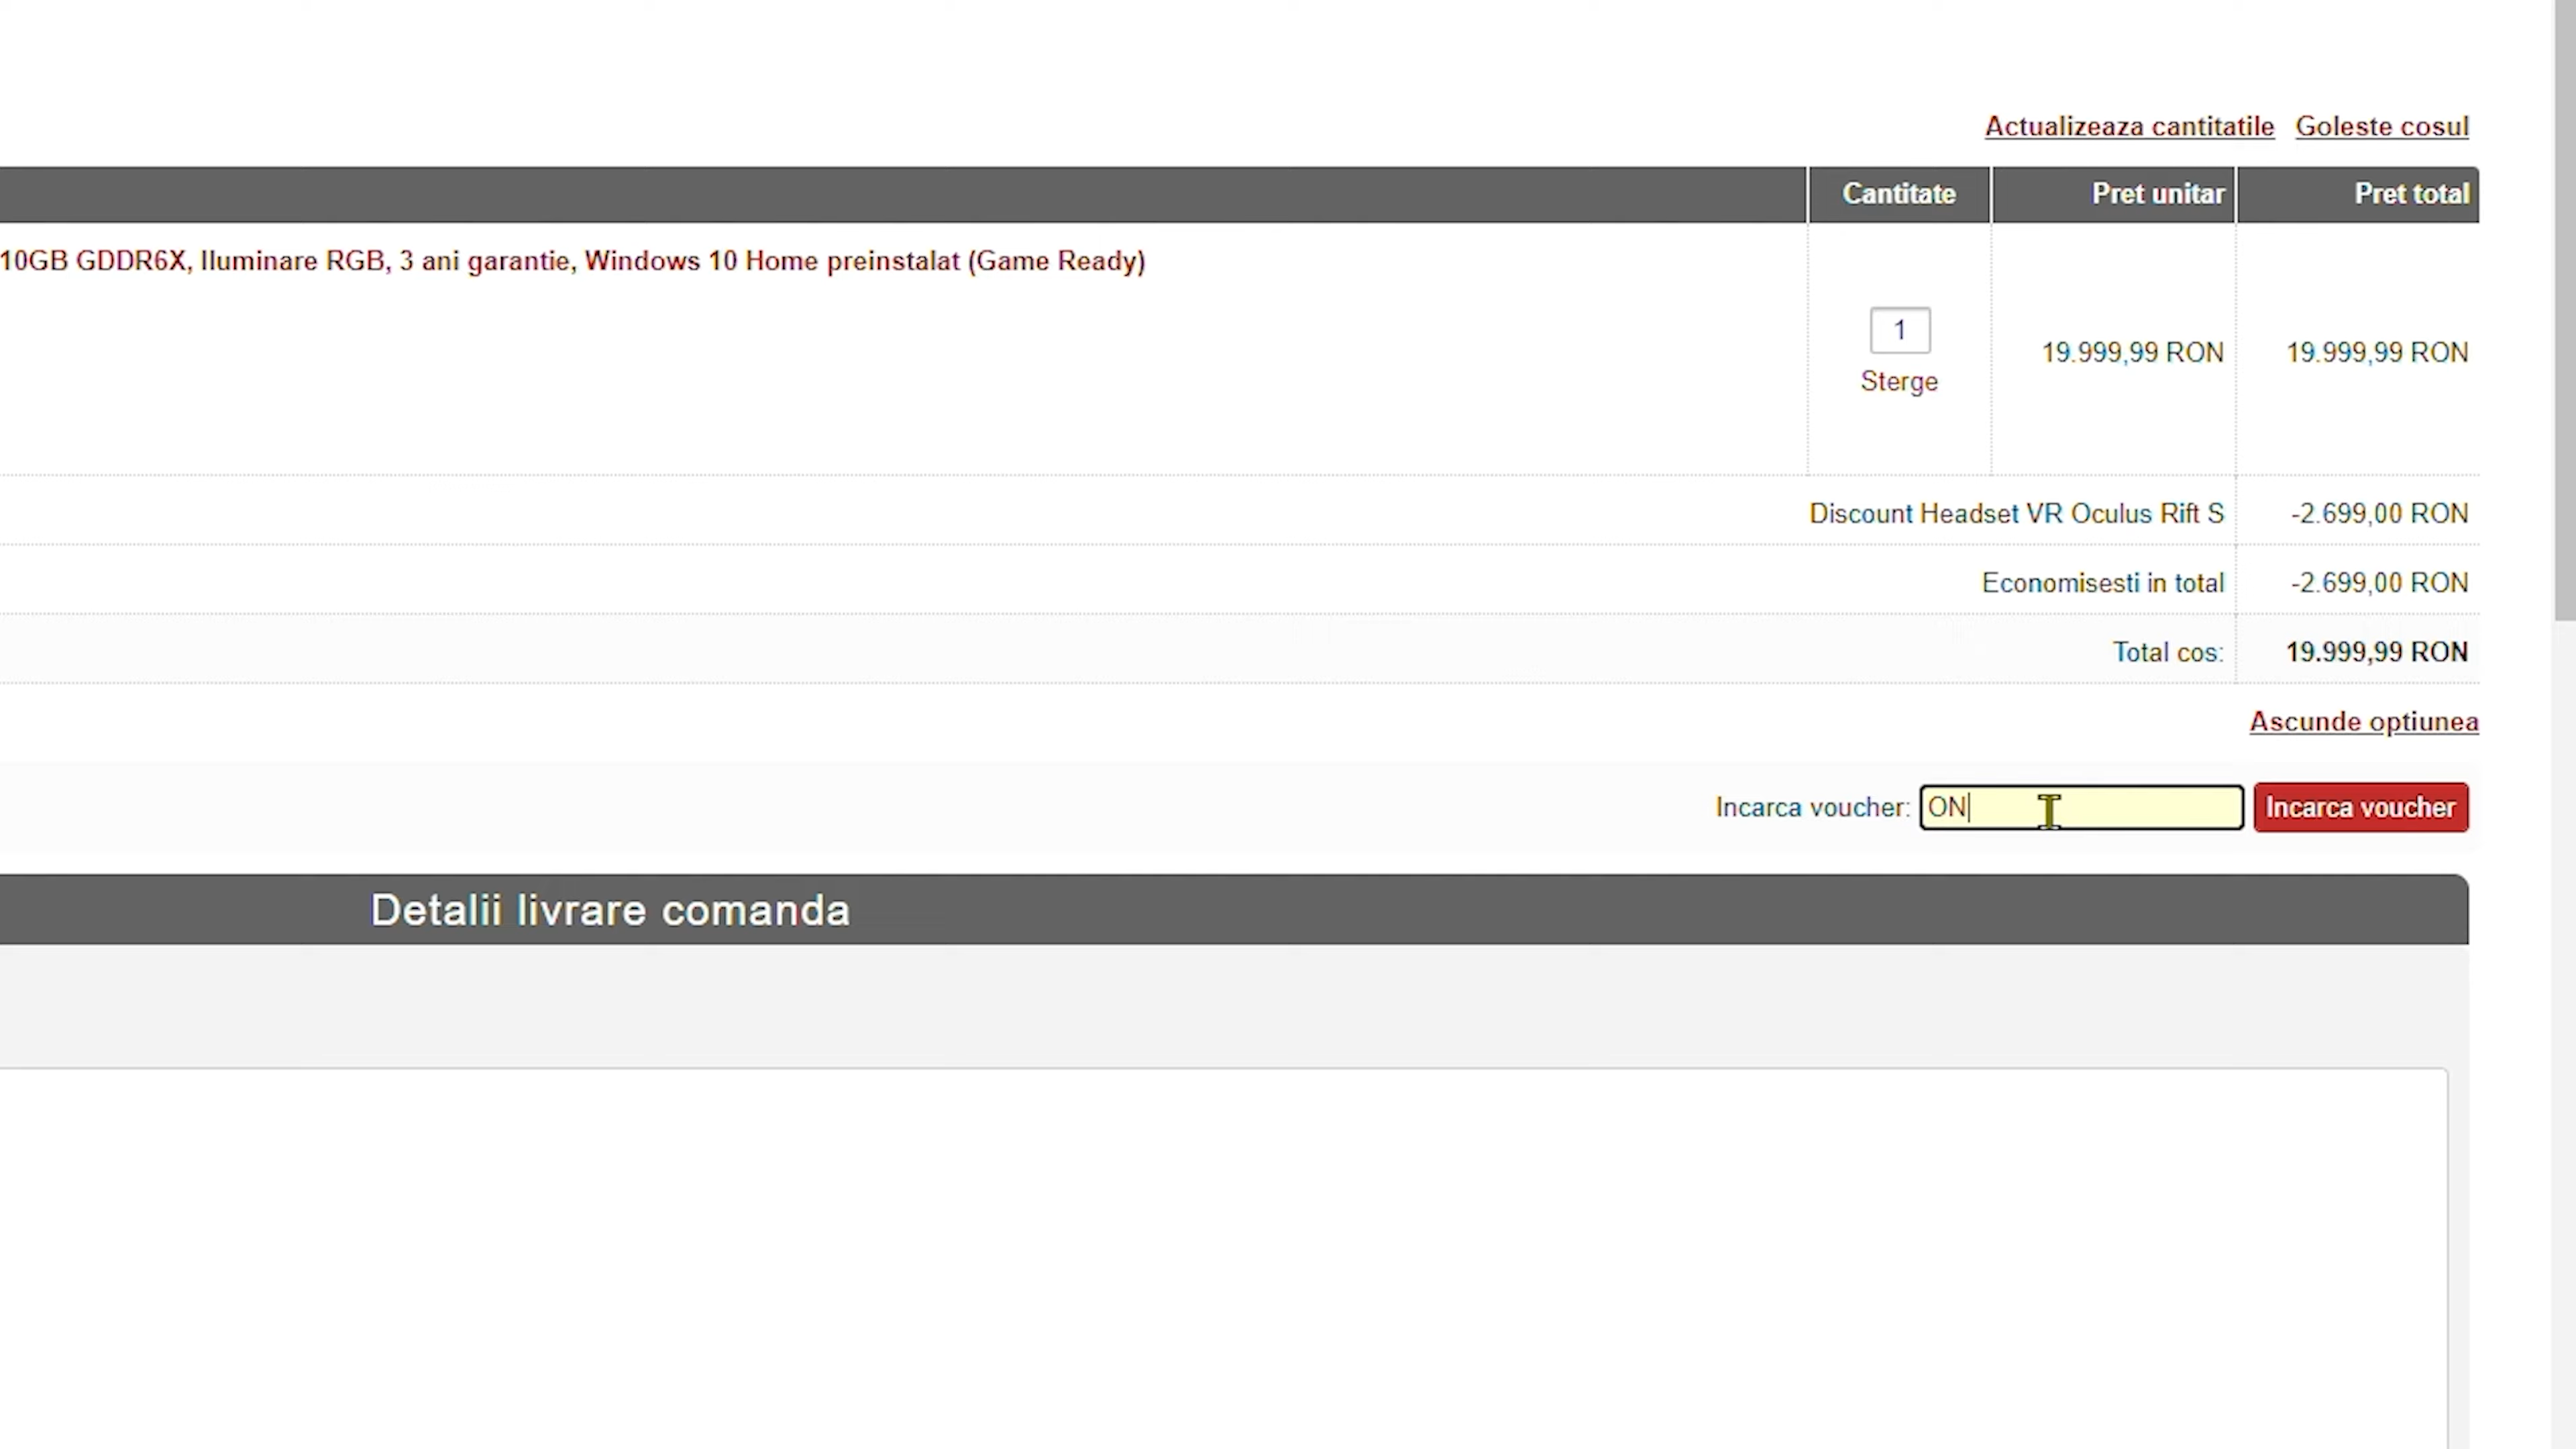 Actualizeaza cantitatile Goleste cosul
Cantitate Pret unitar Pret total
10GB GDDR6X, Iluminare RGB, 3 ani garantie, Windows 10 Home preinstalat (Game Ready)
1
19.999,99 RON 19.999,99 RON
Sterge
Discount Headset VR Oculus Rift S -2.699,00 RON
Economisesti in total -2.699,00 RON
Total cos: 19.999,99 RON
Ascunde optiunea
Incarca voucher: ON Incarca voucher
Detalii livrare comanda